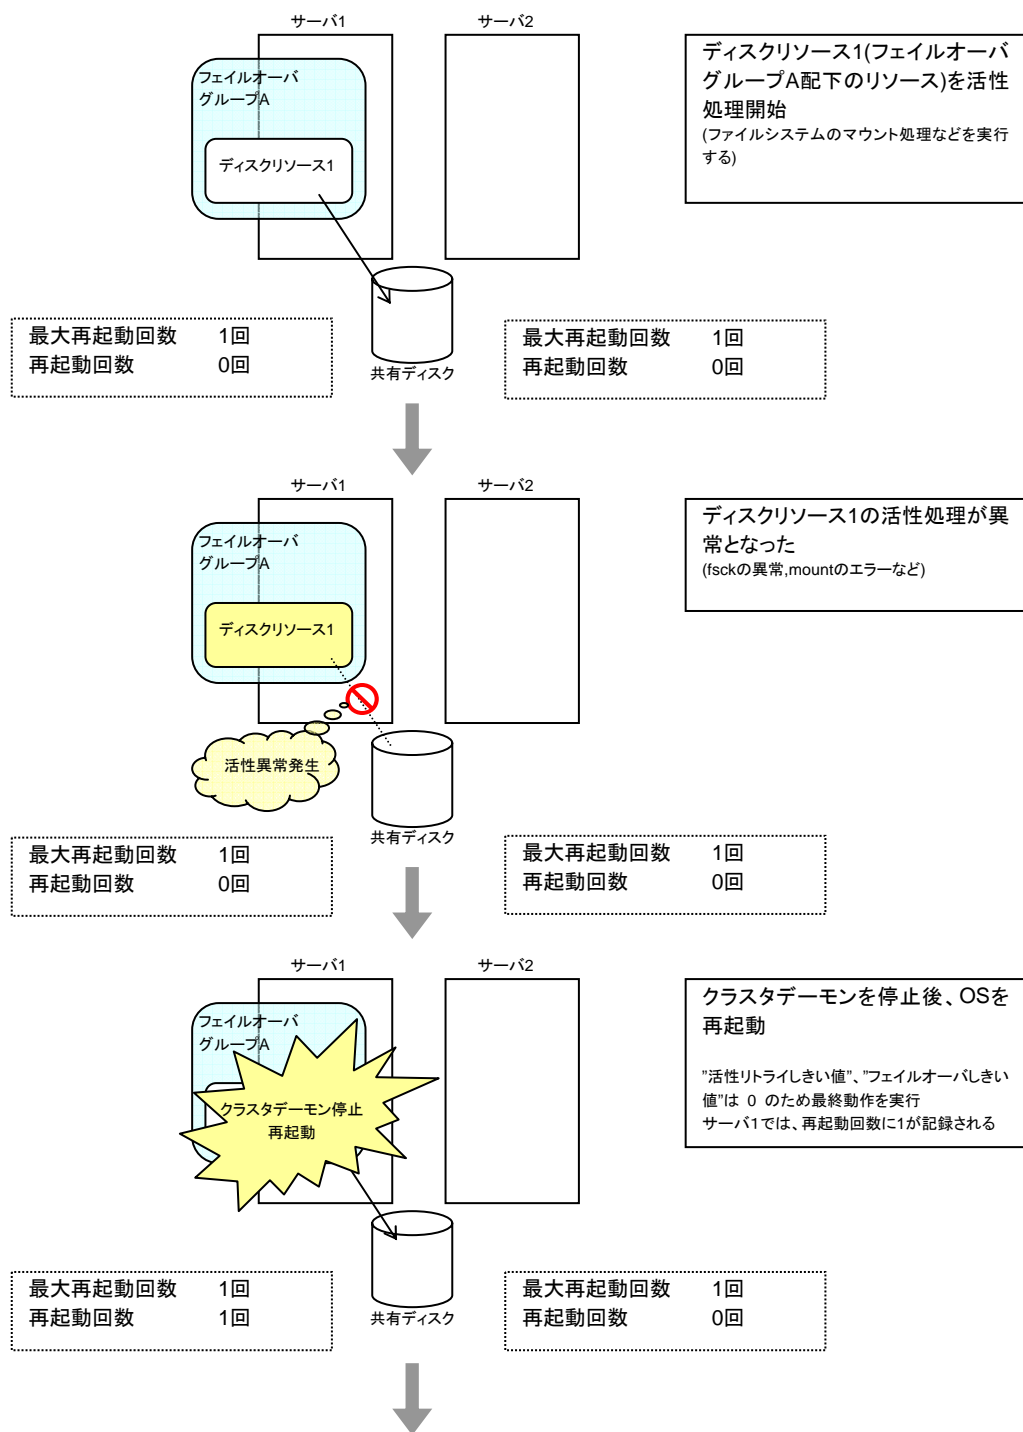 サーバ1
サーバ2
フェイルオーバ
グループA
ディスクリソース1
ディスクリソース1(フェイルオーバ
グループA配下のリソース)を活性
処理開始
(ファイルシステムのマウント処理などを実行
する)
最大再起動回数 1回
再起動回数 0回
共有ディスク
最大再起動回数 1回
再起動回数 0回
サーバ1
サーバ2
フェイルオーバ
グループA
ディスクリソース1
活性異常発生
ディスクリソース1の活性処理が異
常となった
(fsckの異常,mountのエラーなど)
最大再起動回数 1回
再起動回数 0回
共有ディスク
最大再起動回数 1回
再起動回数 0回
サーバ1
サーバ2
フェイルオーバ
グループA
クラスタデーモン停止
再起動
クラスタデーモンを停止後、OSを
再起動
”活性リトライしきい値”、”フェイルオーバしきい
値”は 0 のため最終動作を実行
サーバ1では、再起動回数に1が記録される
最大再起動回数 1回
再起動回数 1回
共有ディスク
最大再起動回数 1回
再起動回数 0回